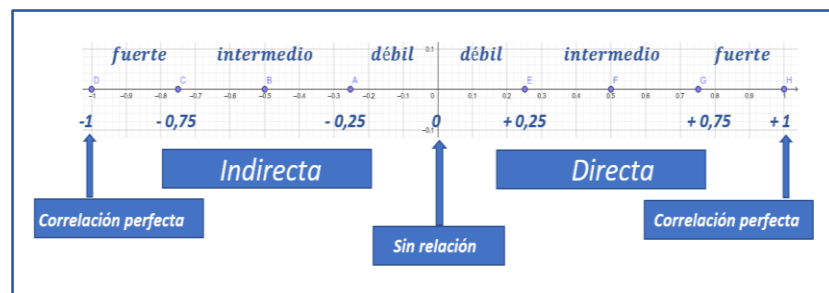 fuerte intermedio débil débil intermedio fuerte
0.1
D C B A E F G H
-1 -0.9 -0.8 -0.7 -0.6 -0.5 -0.4 -0.3 -0.2 -0.1 0 0.1 0.2 0.3 0.4 0.5 0.6 0.7 0.8 0.9 1
-1 - 0,75 - 0,25 0 + 0,25 + 0,75 + 1
-0.1
Indirecta Directa
Correlación perfecta Correlación perfecta
Sin relación